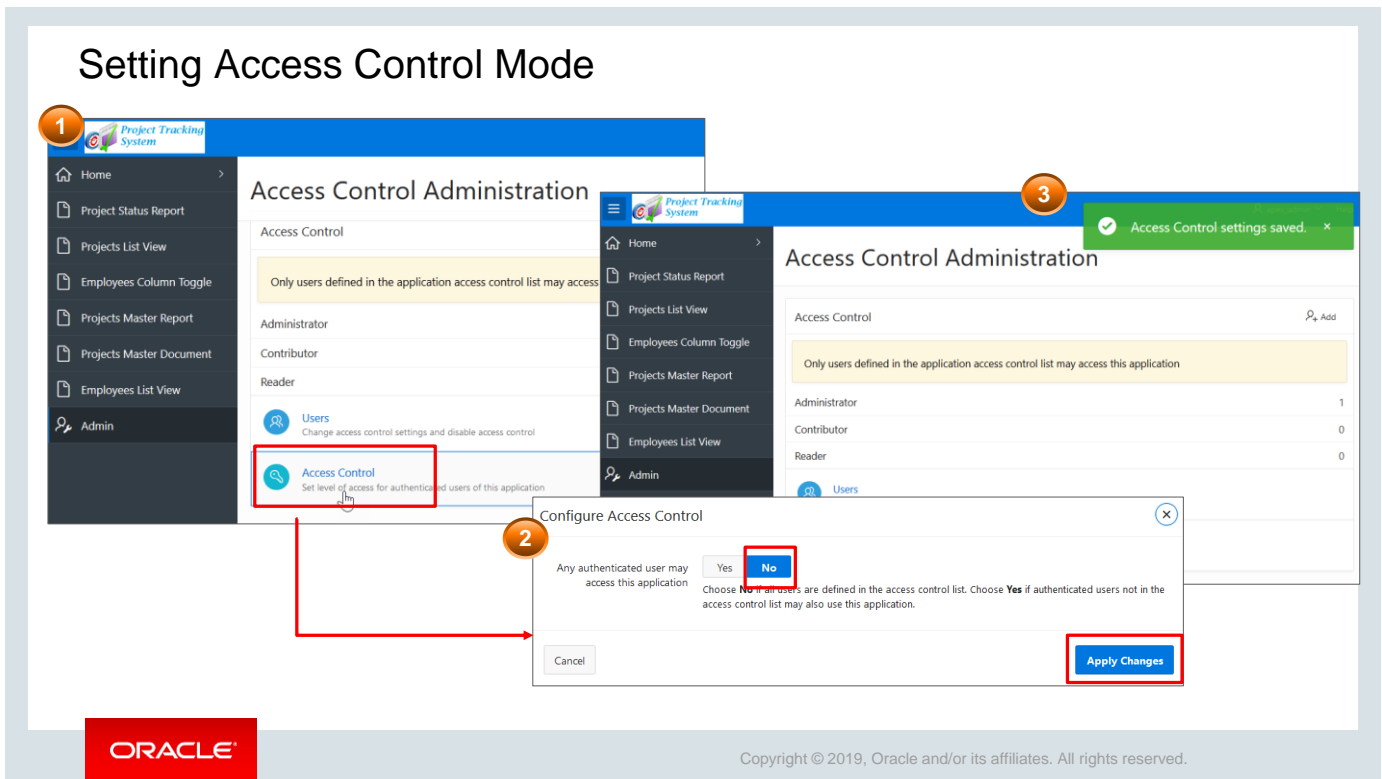 Setting Access Control Mode
1
Project Tracking
System
Home
Project Status Report
Projects List View
Employees Column Toggle
Projects Master Report
Projects Master Document
Employees List View
Admin
Access Control Administration
Access Control
Only users defined in the application access control list may access
Administrator
Contributor
Reader
Users
Change access control settings and disable access control
Access Control
Set level of access for authenticated users of this application
3
Project Tracking
System
Access Control settings saved.
Home
Project Status Report
Projects List View
Employees Column Toggle
Projects Master Report
Projects Master Document
Employees List View
Admin
Access Control Administration
Access Control
Add
Only users defined in the application access control list may access this application
Administrator 1
Contributor 0
Reader 0
Users
2
Configure Access Control
Any authenticated user may
access this application
Yes No
Choose No if all users are defined in the access control list. Choose Yes if authenticated users not in the
access control list may also use this application.
Cancel
Apply Changes
ORACLE®
Copyright © 2019, Oracle and/or its affiliates. All rights reserved.